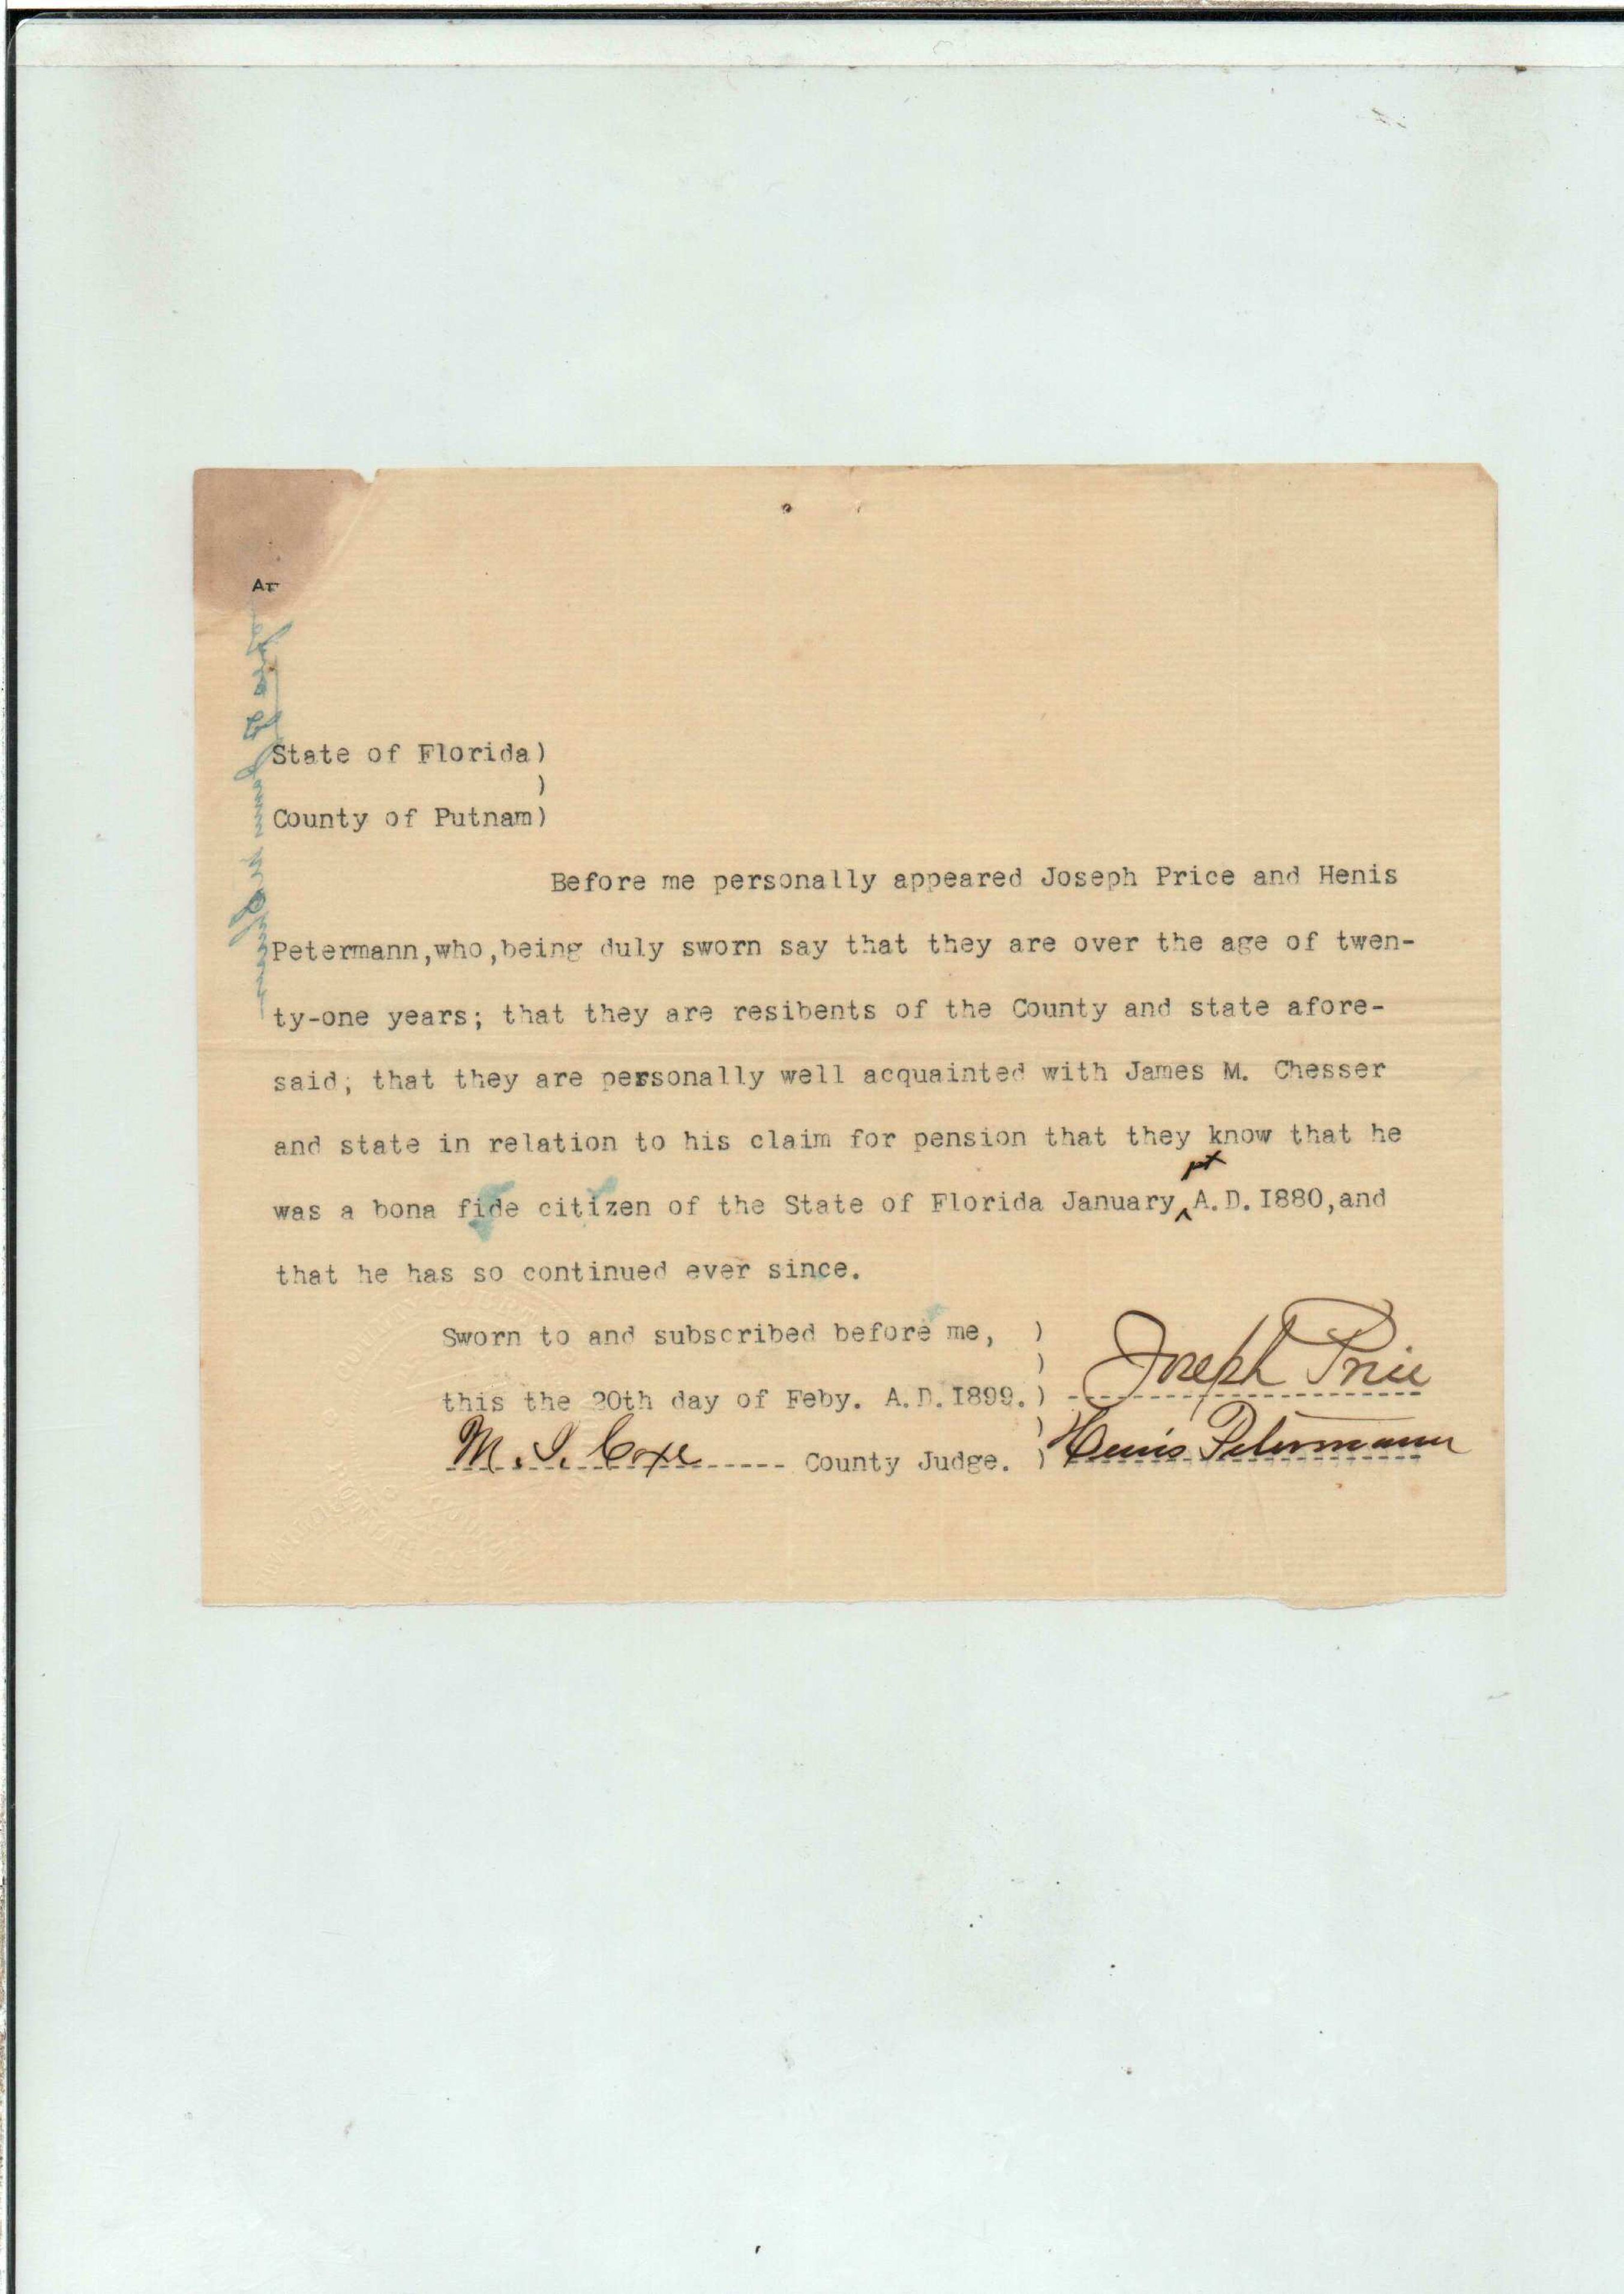 AT
State of Florida)
)
County of Putnam)
Before me personally appeared Joseph Price and Henis
Petermann,who,being duly sworn say that they are over the age of twen-
ty-one years; that they are resibents of the County and state afore-
said; that they are personally well acquainted with James M. Chesser
and state in relation to his claim for pension that they know that he
was a bona fide citizen of the State of Florida January ^ A.D. I880,and
that he has so continued ever since.
Sworn to and subscribed before me, )
)
this the 20th day of Feby. A.D. I899. ) Joseph Price
)
M. I. Coxe County Judge. ) Henis Petermann